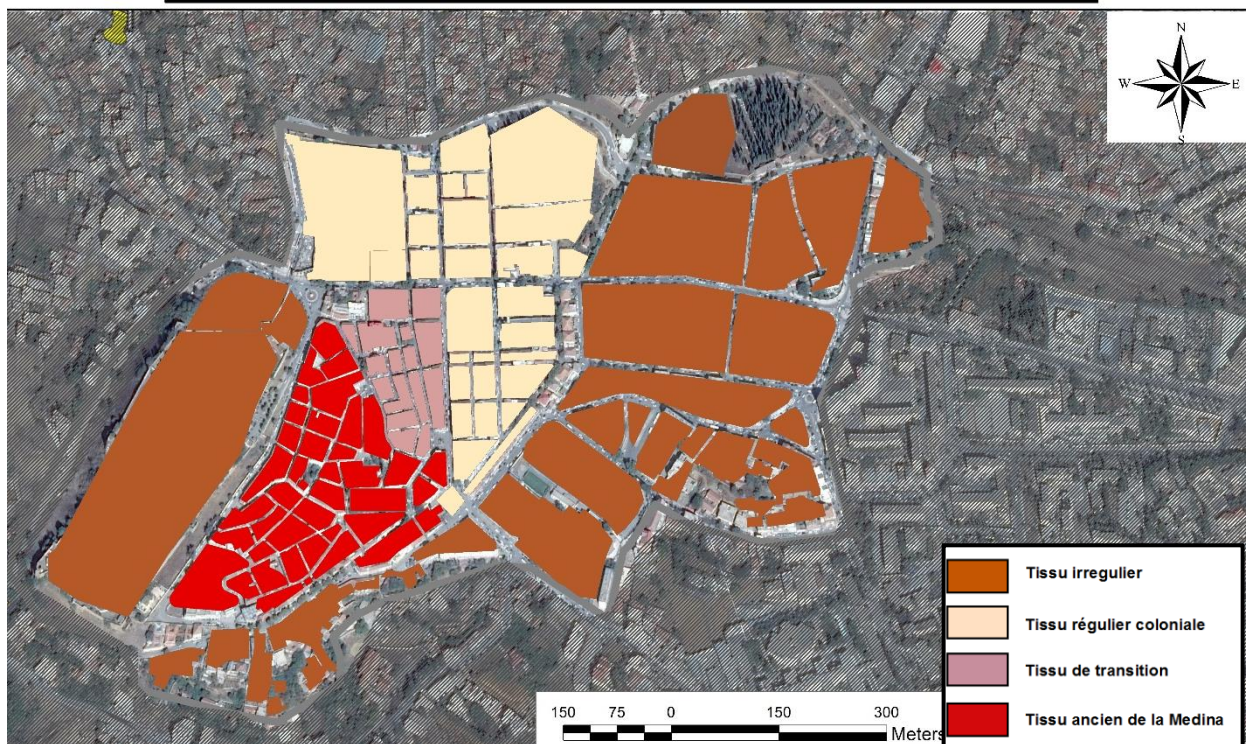 N
W E
S
Tissu irregulier
Tissu régulier coloniale
Tissu de transition
Tissu ancien de la Medina
150 75 0 150 300
Meters